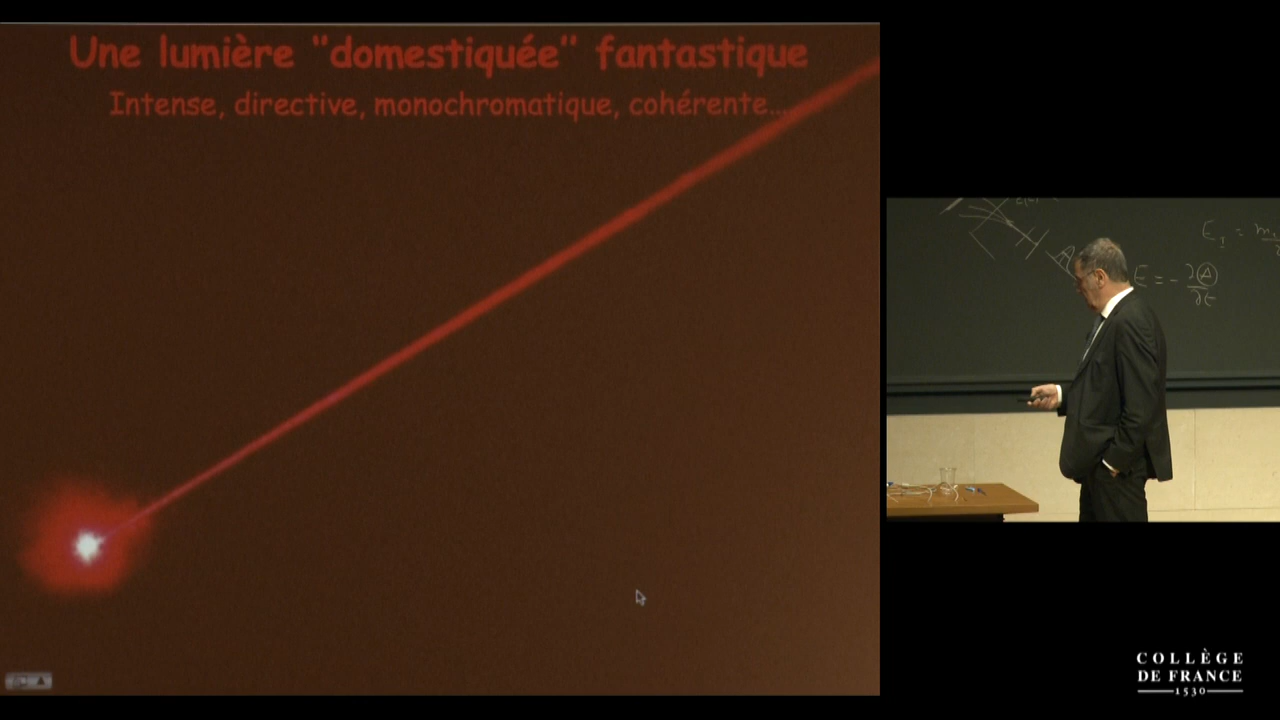 Une lumière "domestiquée" fantastique
Intense, directive, monochromatique, cohérente...
E = - ∂A/∂t
COLLÈGE
DE FRANCE
1530